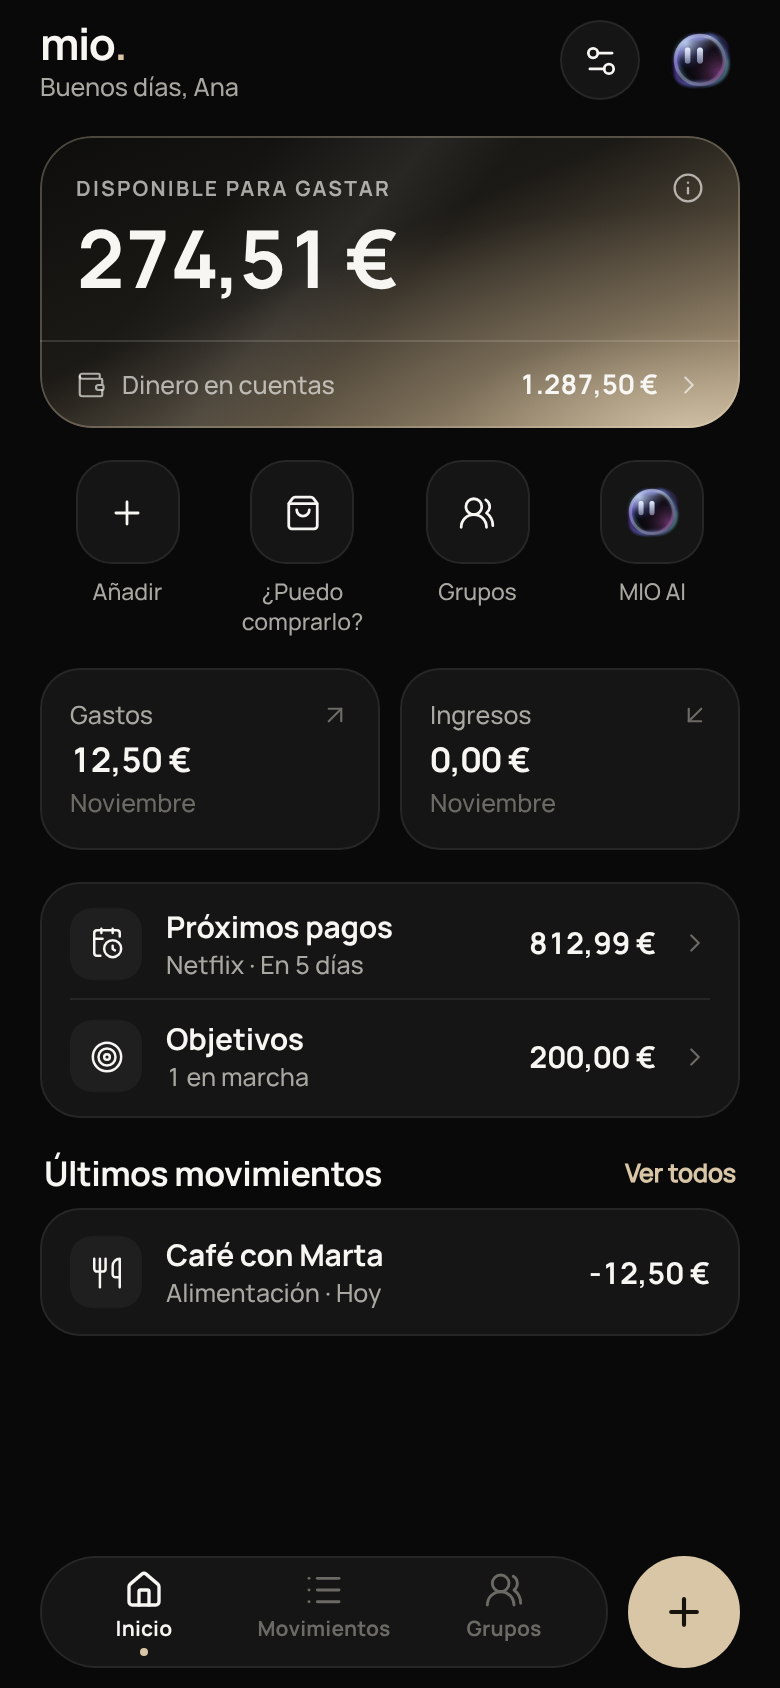 mio.
Buenos días, Ana
DISPONIBLE PARA GASTAR
274,51 €
Dinero en cuentas 1.287,50 €
Añadir
¿Puedo
comprarlo?
Grupos
MIO AI
Gastos
12,50 €
Noviembre
Ingresos
0,00 €
Noviembre
Próximos pagos
Netflix · En 5 días
812,99 €
Objetivos
1 en marcha
200,00 €
Últimos movimientos
Ver todos
Café con Marta
Alimentación · Hoy
-12,50 €
Inicio
Movimientos
Grupos